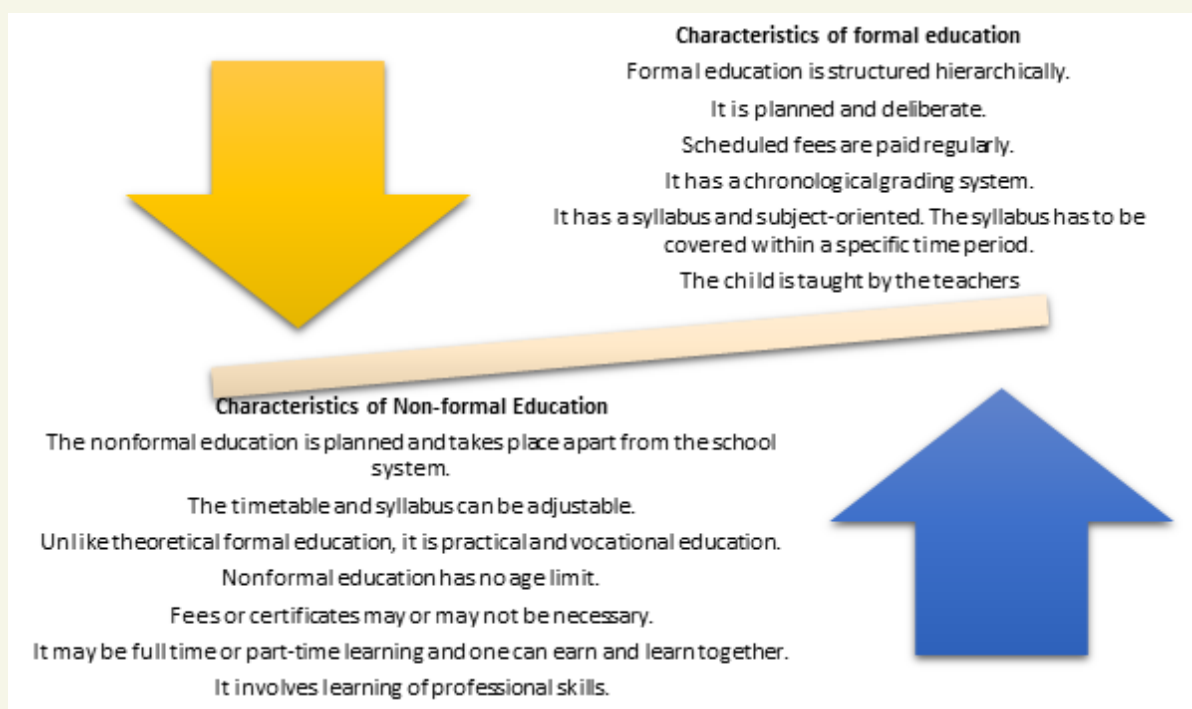 Characteristics of formal education
Formal education is structured hierarchically.
It is planned and deliberate.
Scheduled fees are paid regularly.
It has a chronological grading system.
It has a syllabus and subject-oriented. The syllabus has to be
covered within a specific time period.
The child is taught by the teachers
Characteristics of Non-formal Education
The nonformal education is planned and takes place apart from the school
system.
The timetable and syllabus can be adjustable.
Unlike theoretical formal education, it is practical and vocational education.
Nonformal education has no age limit.
Fees or certificates may or may not be necessary.
It may be full time or part-time learning and one can earn and learn together.
It involves learning of professional skills.